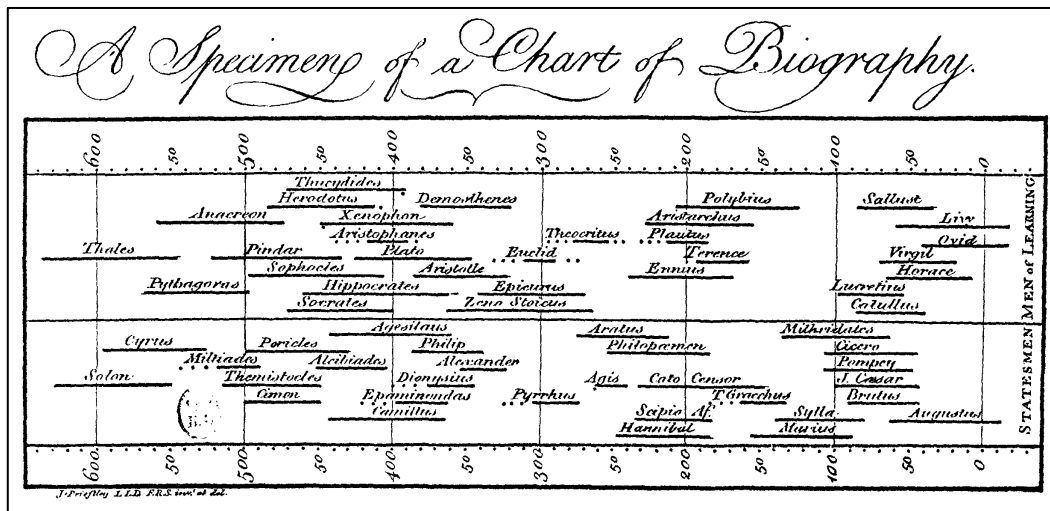 A Specimen of a Chart of Biography.
600 50 500 50 400 50 300 50 200 50 100 50 0
Thucydides
Herodotus Demosthenes Polybius Sallust
Anacreon Xenophon Aristarchus Livy
Aristophanes Theocritus Plautus Ovid
Thales Pindar Plato Euclid Terence Virgil
Sophocles Aristotle Ennius Horace
Pythagoras Hippocrates Epicurus Lucretius
Socrates Zeno Stoicus Catullus
MEN of LEARNING
Agesilaus Aratus Mithridates
Cyrus Pericles Philip Philopœmen Cicero
Miltiades Alcibiades Alexander Pompey
Solon Themistocles Dionysius Agis Cato Censor J. Cæsar
Cimon Epaminondas Pyrrhus T. Gracchus Brutus
Camillus Scipio Af. Sylla Augustus
Hannibal Marius
STATESMEN
600 50 500 50 400 50 300 50 200 50 100 50 0
J. Priestley L.L.D. F.R.S. inv.t et del.